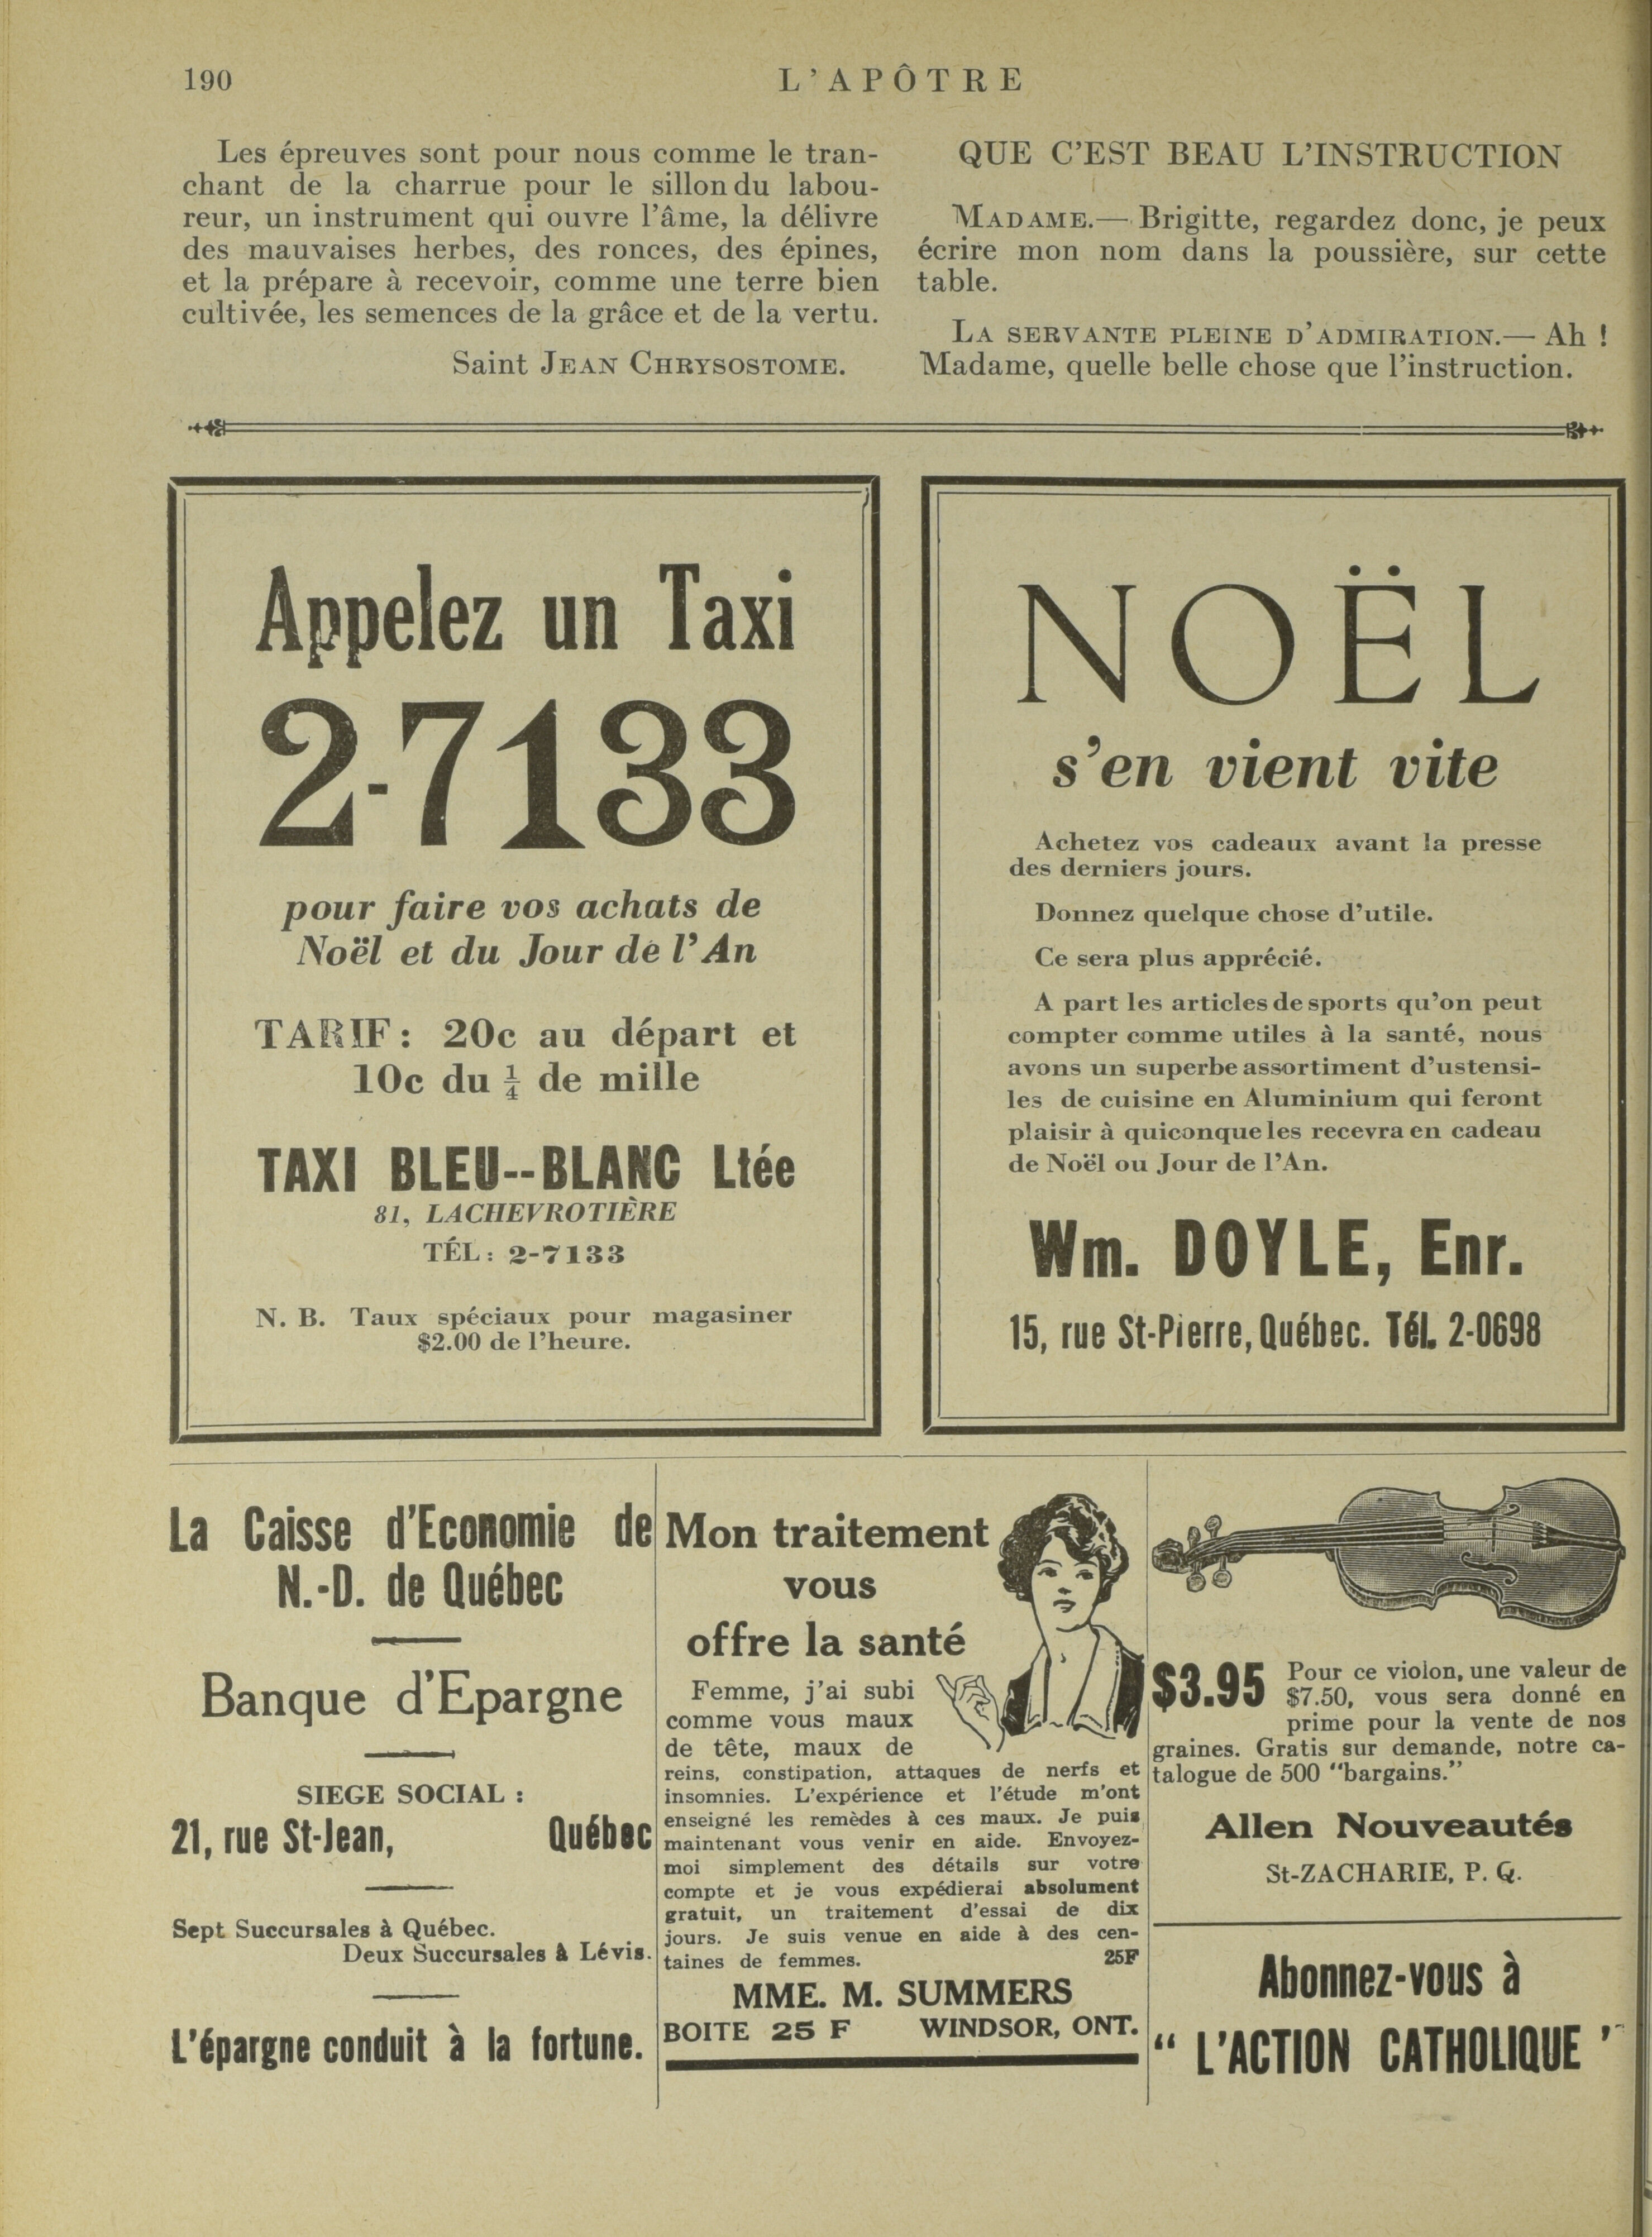 190
L'APÔTRE
Les épreuves sont pour nous comme le tran-
chant de la charrue pour le sillon du labou-
reur, un instrument qui ouvre l'âme, la délivre
des mauvaises herbes, des ronces, des épines,
et la prépare à recevoir, comme une terre bien
cultivée, les semences de la grâce et de la vertu.
Saint JEAN CHRYSOSTOME.
QUE C'EST BEAU L'INSTRUCTION
MADAME.— Brigitte, regardez donc, je peux
écrire mon nom dans la poussière, sur cette
table.
LA SERVANTE PLEINE D'ADMIRATION.— Ah !
Madame, quelle belle chose que l'instruction.
Appelez un Taxi
2-7133
pour faire vos achats de
Noël et du Jour de l'An
TARIF : 20c au départ et
10c du ¼ de mille
TAXI BLEU--BLANC Ltée
81, LACHEVROTIÈRE
TÉL : 2-7133
N. B. Taux spéciaux pour magasiner
$2.00 de l'heure.
NOËL
s'en vient vite
Achetez vos cadeaux avant la presse
des derniers jours.
Donnez quelque chose d'utile.
Ce sera plus apprécié.
A part les articles de sports qu'on peut
compter comme utiles à la santé, nous
avons un superbe assortiment d'ustensi-
les de cuisine en Aluminium qui feront
plaisir à quiconque les recevra en cadeau
de Noël ou Jour de l'An.
Wm. DOYLE, Enr.
15, rue St-Pierre, Québec. Tél. 2-0698
La Caisse d'Economie de
N.-D. de Québec
Banque d'Epargne
SIEGE SOCIAL :
21, rue St-Jean, Québec
Sept Succursales à Québec.
Deux Succursales à Lévis.
L'épargne conduit à la fortune.
Mon traitement
vous
offre la santé
Femme, j'ai subi
comme vous maux
de tête, maux de
reins, constipation, attaques de nerfs et
insomnies. L'expérience et l'étude m'ont
enseigné les remèdes à ces maux. Je puis
maintenant vous venir en aide. Envoyez-
moi simplement des détails sur votre
compte et je vous expédierai absolument
gratuit, un traitement d'essai de dix
jours. Je suis venue en aide à des cen-
taines de femmes. 25F
MME. M. SUMMERS
BOITE 25 F WINDSOR, ONT.
$3.95 Pour ce violon, une valeur de
$7.50, vous sera donné en
prime pour la vente de nos
graines. Gratis sur demande, notre ca-
talogue de 500 "bargains."
Allen Nouveautés
St-ZACHARIE, P. Q.
Abonnez-vous à
" L'ACTION CATHOLIQUE "